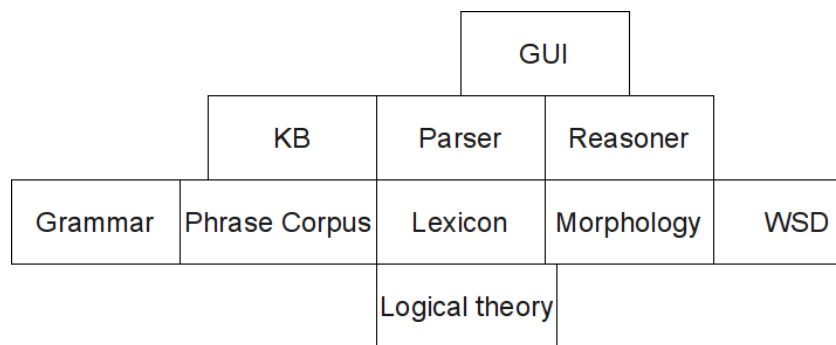 GUI
KB Parser Reasoner
Grammar Phrase Corpus Lexicon Morphology WSD
Logical theory